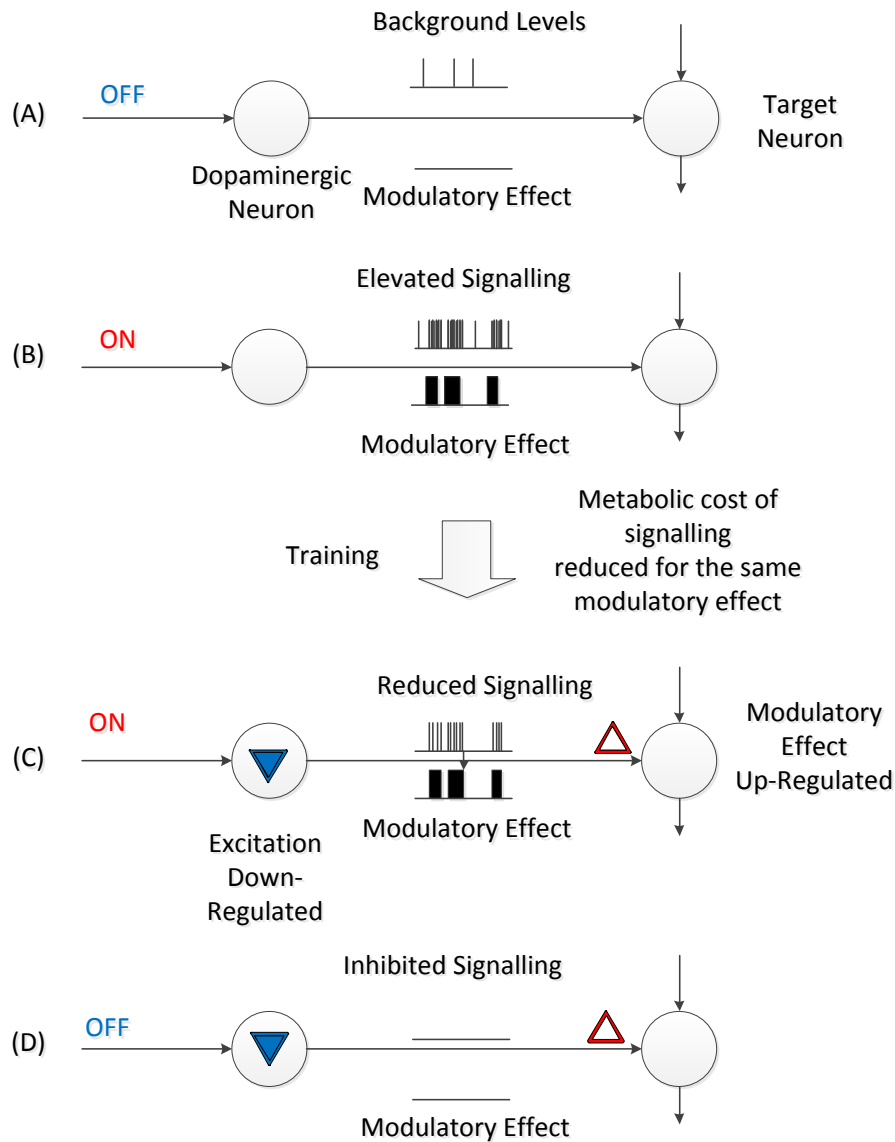 Background Levels
OFF
(A)
Target
Neuron
Dopaminergic
Neuron
Modulatory Effect
Elevated Signalling
ON
(B)
Modulatory Effect
Training
Metabolic cost of
signalling
reduced for the same
modulatory effect
Reduced Signalling
ON
(C)
Modulatory
Effect
Up-Regulated
Modulatory Effect
Excitation
Down-
Regulated
Inhibited Signalling
OFF
(D)
Modulatory Effect